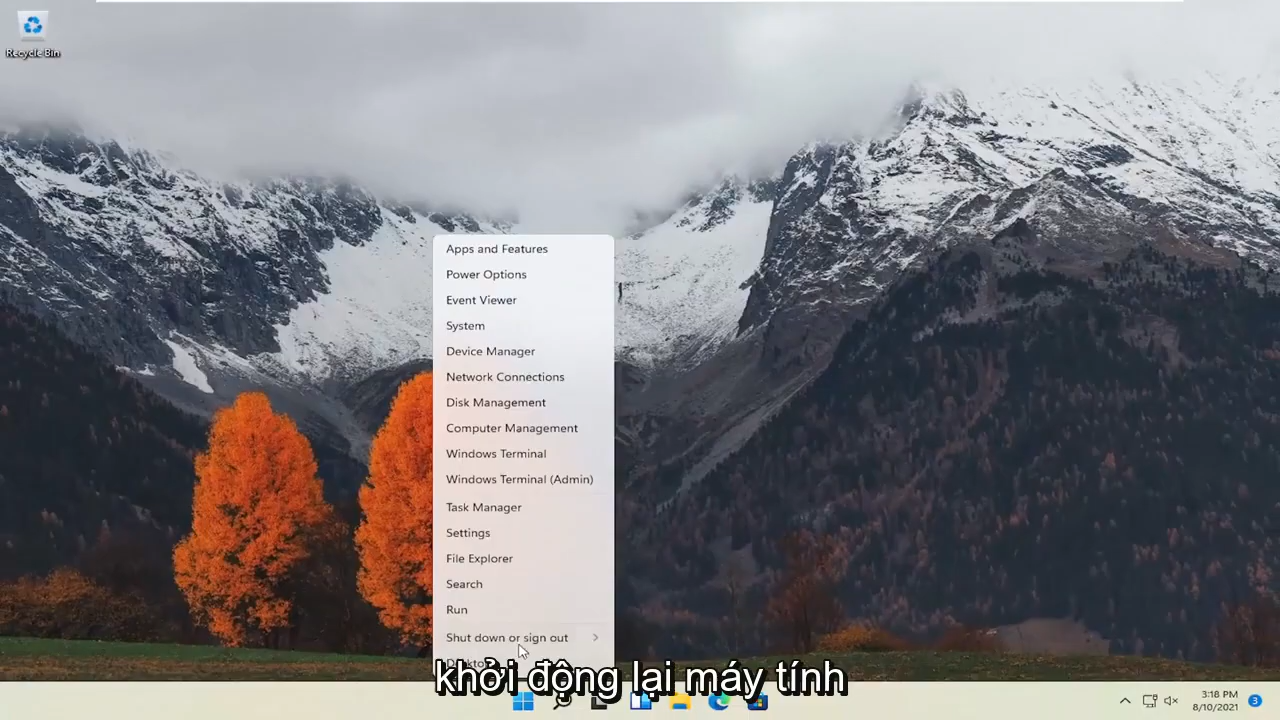 Recycle Bin
Apps and Features
Power Options
Event Viewer
System
Device Manager
Network Connections
Disk Management
Computer Management
Windows Terminal
Windows Terminal (Admin)
Task Manager
Settings
File Explorer
Search
Run
Shut down or sign out
Desktop
khởi động lại máy tính
3:18 PM
8/10/2021
3